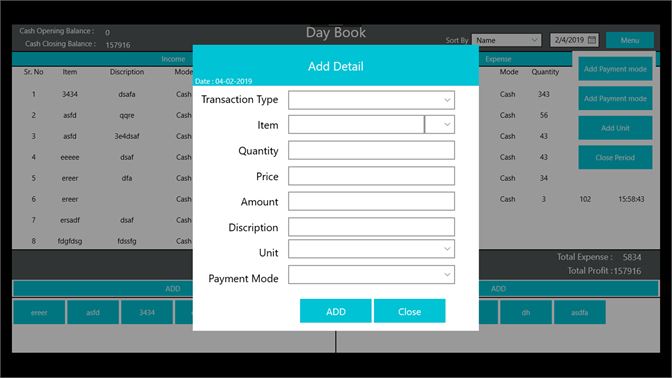 Cash Opening Balance : 0
Cash Closing Balance : 157916
Day Book
Sort By Name 2/4/2019 Menu
Income Expense
Sr. No Item Discription Mode Mode Quantity
1 3434 dsafa Cash Cash 343
2 asfd qqre Cash Cash 56
3 asfd 3e4dsaf Cash Cash 43
4 eeeee dsaf Cash Cash 43
5 ereer dfa Cash Cash 34
6 ereer Cash Cash 3 102 15:58:43
7 ersadf dsaf Cash
8 fdgfdsg fdssfg Cash
Add Payment mode
Add Payment mode
Add Unit
Close Period
Add Detail
Date : 04-02-2019
Transaction Type
Item
Quantity
Price
Amount
Discription
Unit
Payment Mode
ADD Close
Total Expense : 5834
Total Profit :157916
ADD ADD
ereer asfd 3434 dh asdfa